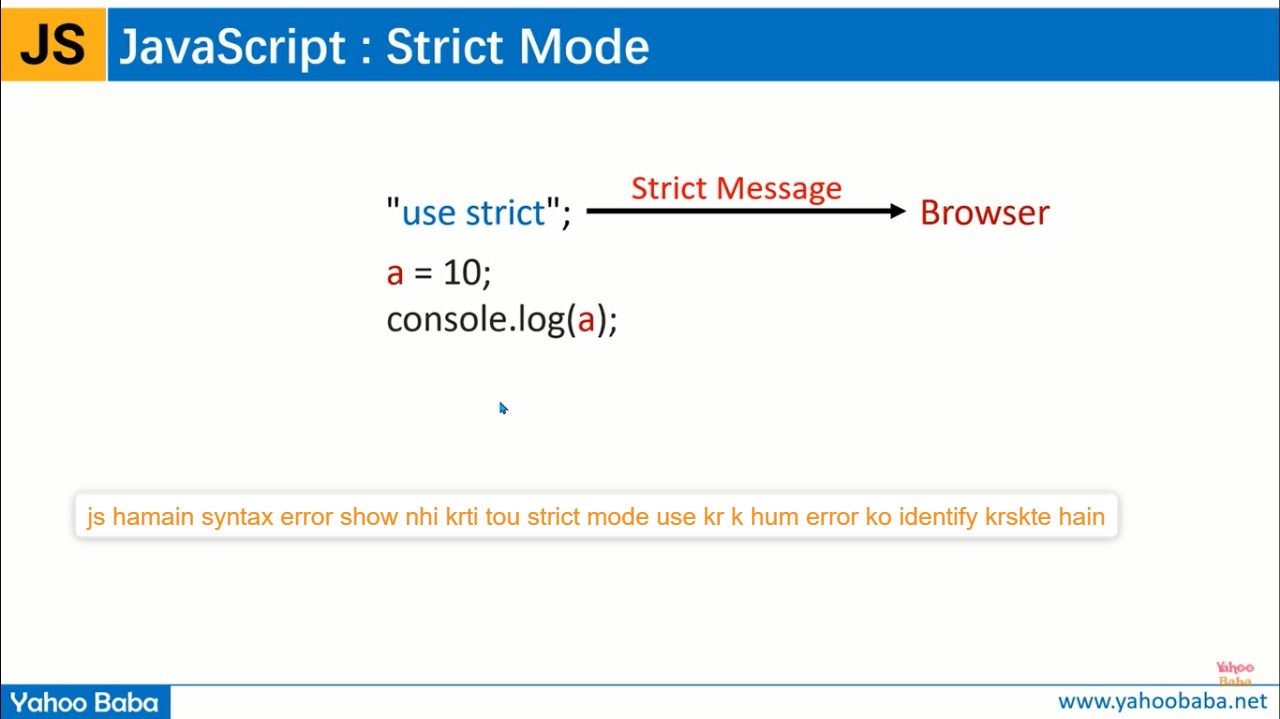 JS JavaScript : Strict Mode
Strict Message
"use strict"; Browser
a = 10;
console.log(a);
js hamain syntax error show nhi krti tou strict mode use kr k hum error ko identify krskte hain
Yahoo
Baba
Yahoo Baba www.yahoobaba.net